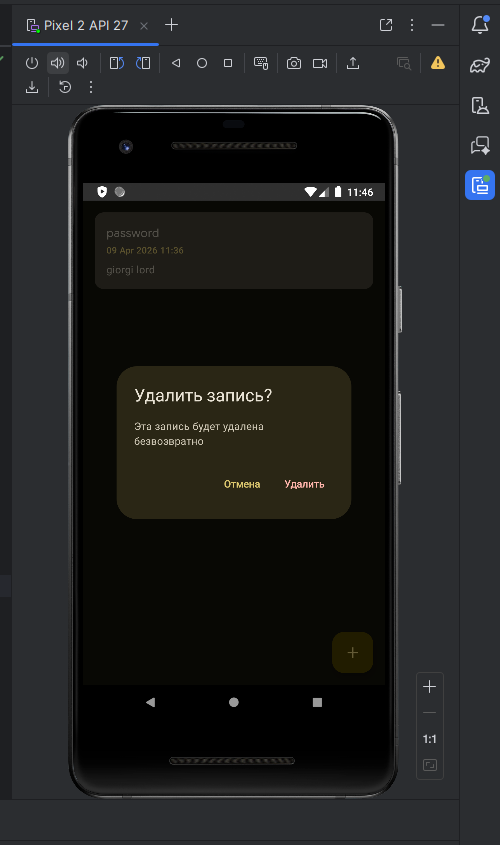 Pixel 2 API 27
11:46
password
09 Apr 2026 11:36
giorgi lord
Удалить запись?
Эта запись будет удалена
безвозвратно
Отмена
Удалить
1:1